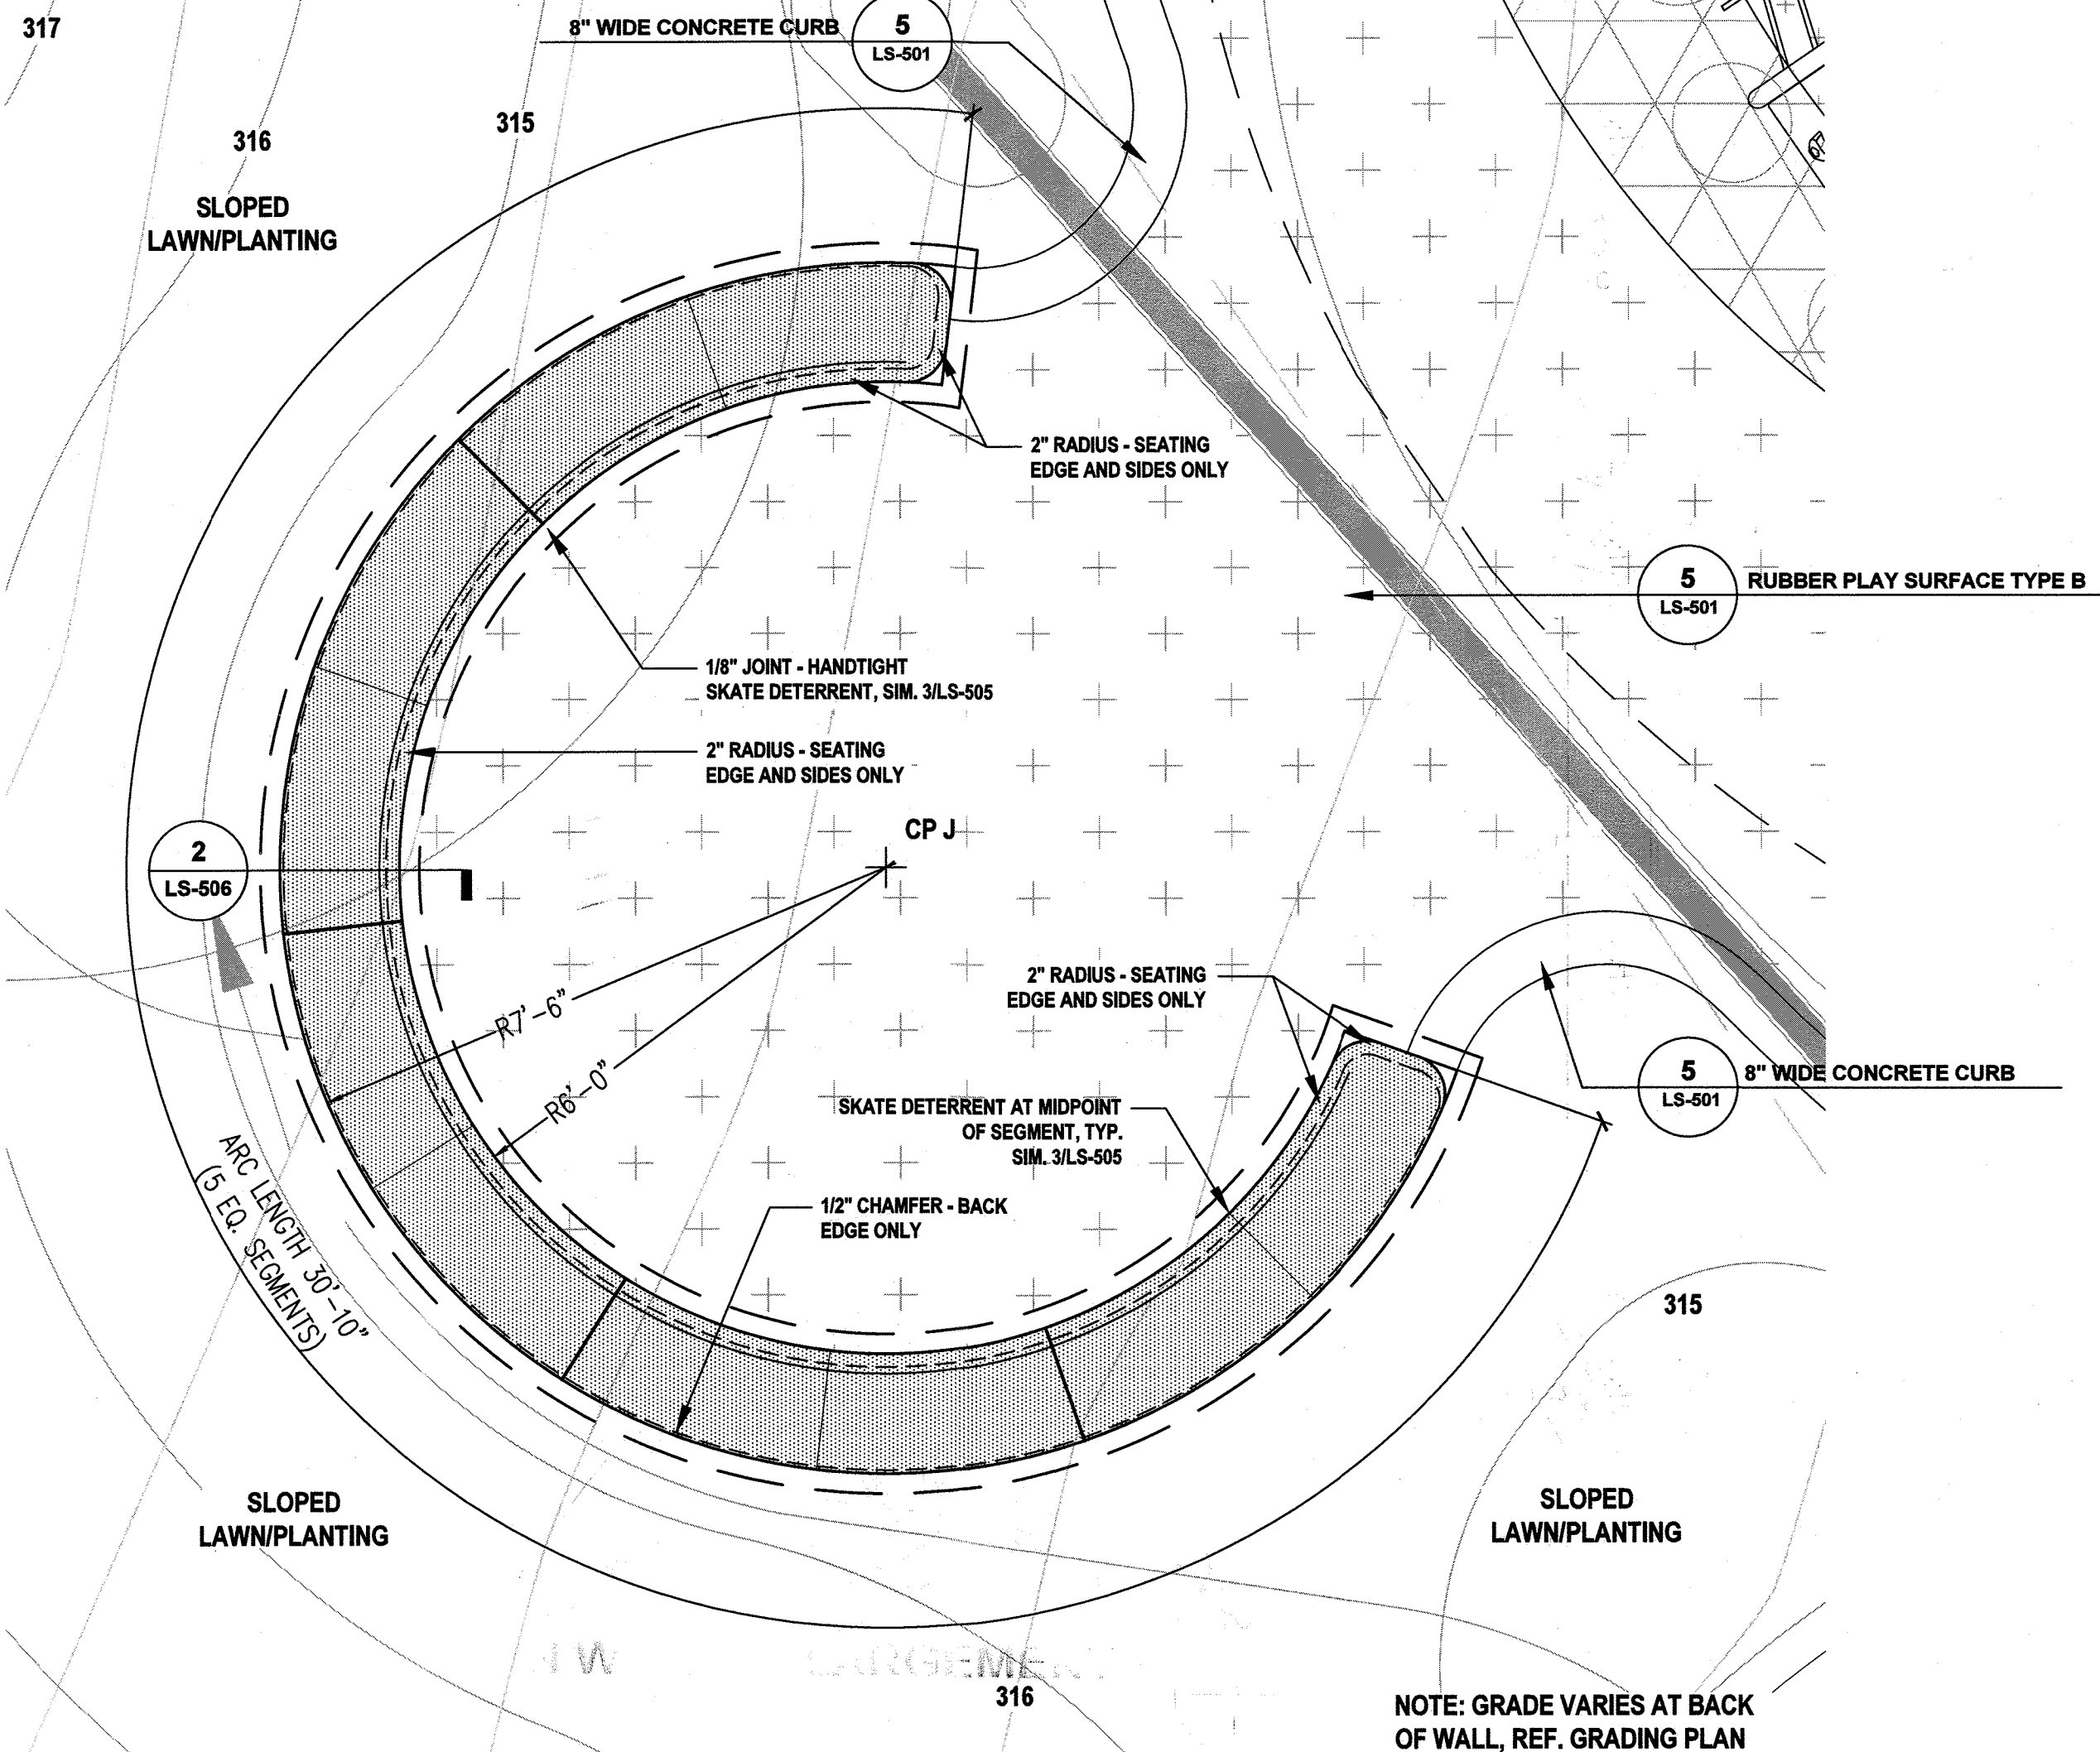 317
8" WIDE CONCRETE CURB
5
LS-501
316
315
SLOPED
LAWN/PLANTING
2" RADIUS - SEATING
EDGE AND SIDES ONLY
5
LS-501
RUBBER PLAY SURFACE TYPE B
1/8" JOINT - HANDTIGHT
SKATE DETERRENT, SIM. 3/LS-505
2" RADIUS - SEATING
EDGE AND SIDES ONLY
CP J
2
LS-506
2" RADIUS - SEATING
EDGE AND SIDES ONLY
R7'-6"
R6'-0"
5
LS-501
8" WIDE CONCRETE CURB
SKATE DETERRENT AT MIDPOINT
OF SEGMENT, TYP.
SIM. 3/LS-505
1/2" CHAMFER - BACK
EDGE ONLY
ARC LENGTH 30'-10"
(5 EQ. SEGMENTS)
315
SLOPED
LAWN/PLANTING
SLOPED
LAWN/PLANTING
316
NOTE: GRADE VARIES AT BACK
OF WALL, REF. GRADING PLAN